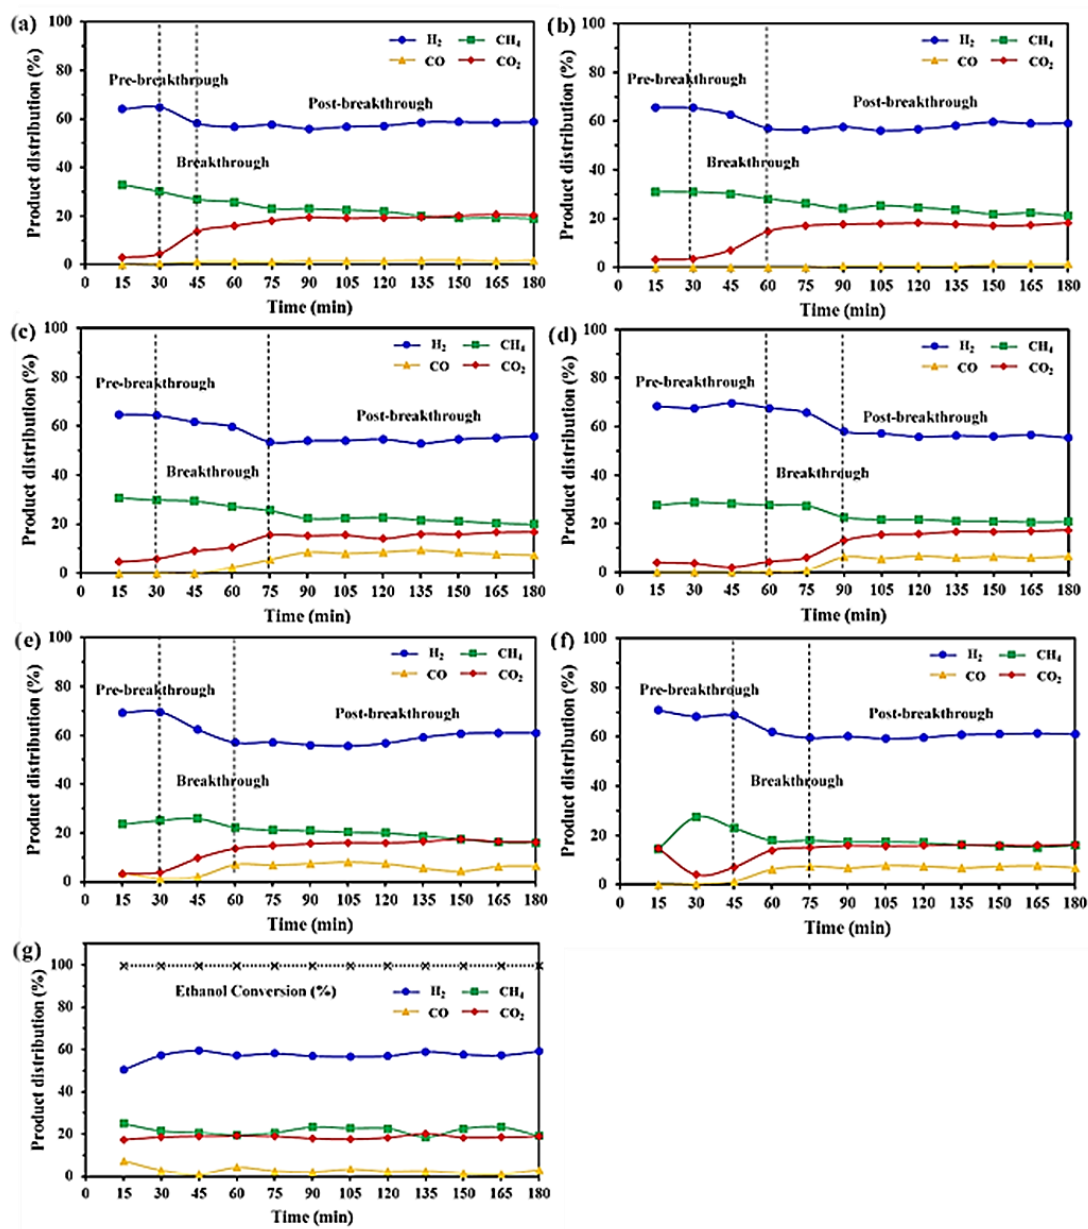 (a)
Product distribution (%)
100
80
60
40
20
0
H2 CH4
CO CO2
Pre-breakthrough
Post-breakthrough
Breakthrough
0 15 30 45 60 75 90 105 120 135 150 165 180
Time (min)
(b)
Product distribution (%)
100
80
60
40
20
0
H2 CH4
CO CO2
Pre-breakthrough
Post-breakthrough
Breakthrough
0 15 30 45 60 75 90 105 120 135 150 165 180
Time (min)
(c)
Product distribution (%)
100
80
60
40
20
0
H2 CH4
CO CO2
Pre-breakthrough
Post-breakthrough
Breakthrough
0 15 30 45 60 75 90 105 120 135 150 165 180
Time (min)
(d)
Product distribution (%)
100
80
60
40
20
0
H2 CH4
CO CO2
Pre-breakthrough
Post-breakthrough
Breakthrough
0 15 30 45 60 75 90 105 120 135 150 165 180
Time (min)
(e)
Product distribution (%)
100
80
60
40
20
0
H2 CH4
CO CO2
Pre-breakthrough
Post-breakthrough
Breakthrough
0 15 30 45 60 75 90 105 120 135 150 165 180
Time (min)
(f)
Product distribution (%)
100
80
60
40
20
0
H2 CH4
CO CO2
Pre-breakthrough
Post-breakthrough
Breakthrough
0 15 30 45 60 75 90 105 120 135 150 165 180
Time (min)
(g)
Product distribution (%)
100
80
60
40
20
0
Ethanol Conversion (%)
H2 CH4
CO CO2
0 15 30 45 60 75 90 105 120 135 150 165 180
Time (min)